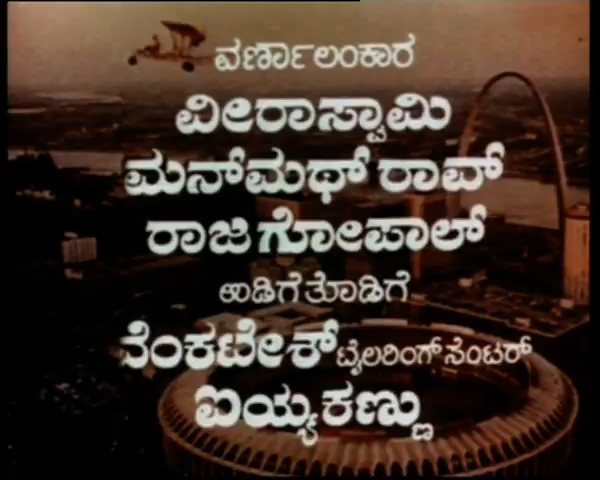 ವರ್ಣಾಲಂಕಾರ
ವೀರಾಸ್ವಾಮಿ
ಮನ್‌ಮಥ್ ರಾವ್
ರಾಜಗೋಪಾಲ್
ಉಡಿಗೆತೊಡಿಗೆ
ವೆಂಕಟೇಶ್ ಟೈಲರಿಂಗ್ ಸೆಂಟರ್
ಐಯ್ಯಕಣ್ಣು